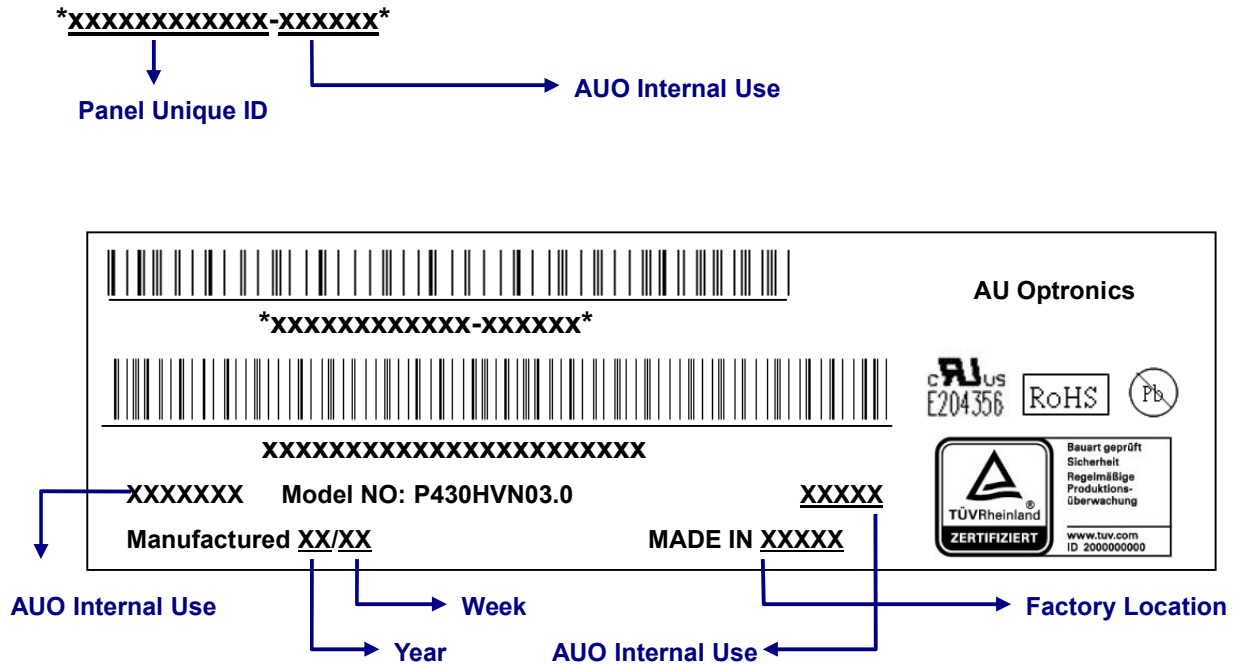 *xxxxxxxxxxxx-xxxxxx*
AUO Internal Use
Panel Unique ID
AU Optronics
*xxxxxxxxxxxx-xxxxxx*
c RU US
E204356
RoHS
Pb
xxxxxxxxxxxxxxxxxxxxxxx
Bauart geprüft
Sicherheit
Regelmäßige
Produktions-
überwachung
TÜVRheinland®
ZERTIFIZIERT
www.tuv.com
ID 2000000000
XXXXXXX Model NO: P430HVN03.0 XXXXX
Manufactured XX/XX MADE IN XXXXX
AUO Internal Use
Week
Factory Location
Year
AUO Internal Use